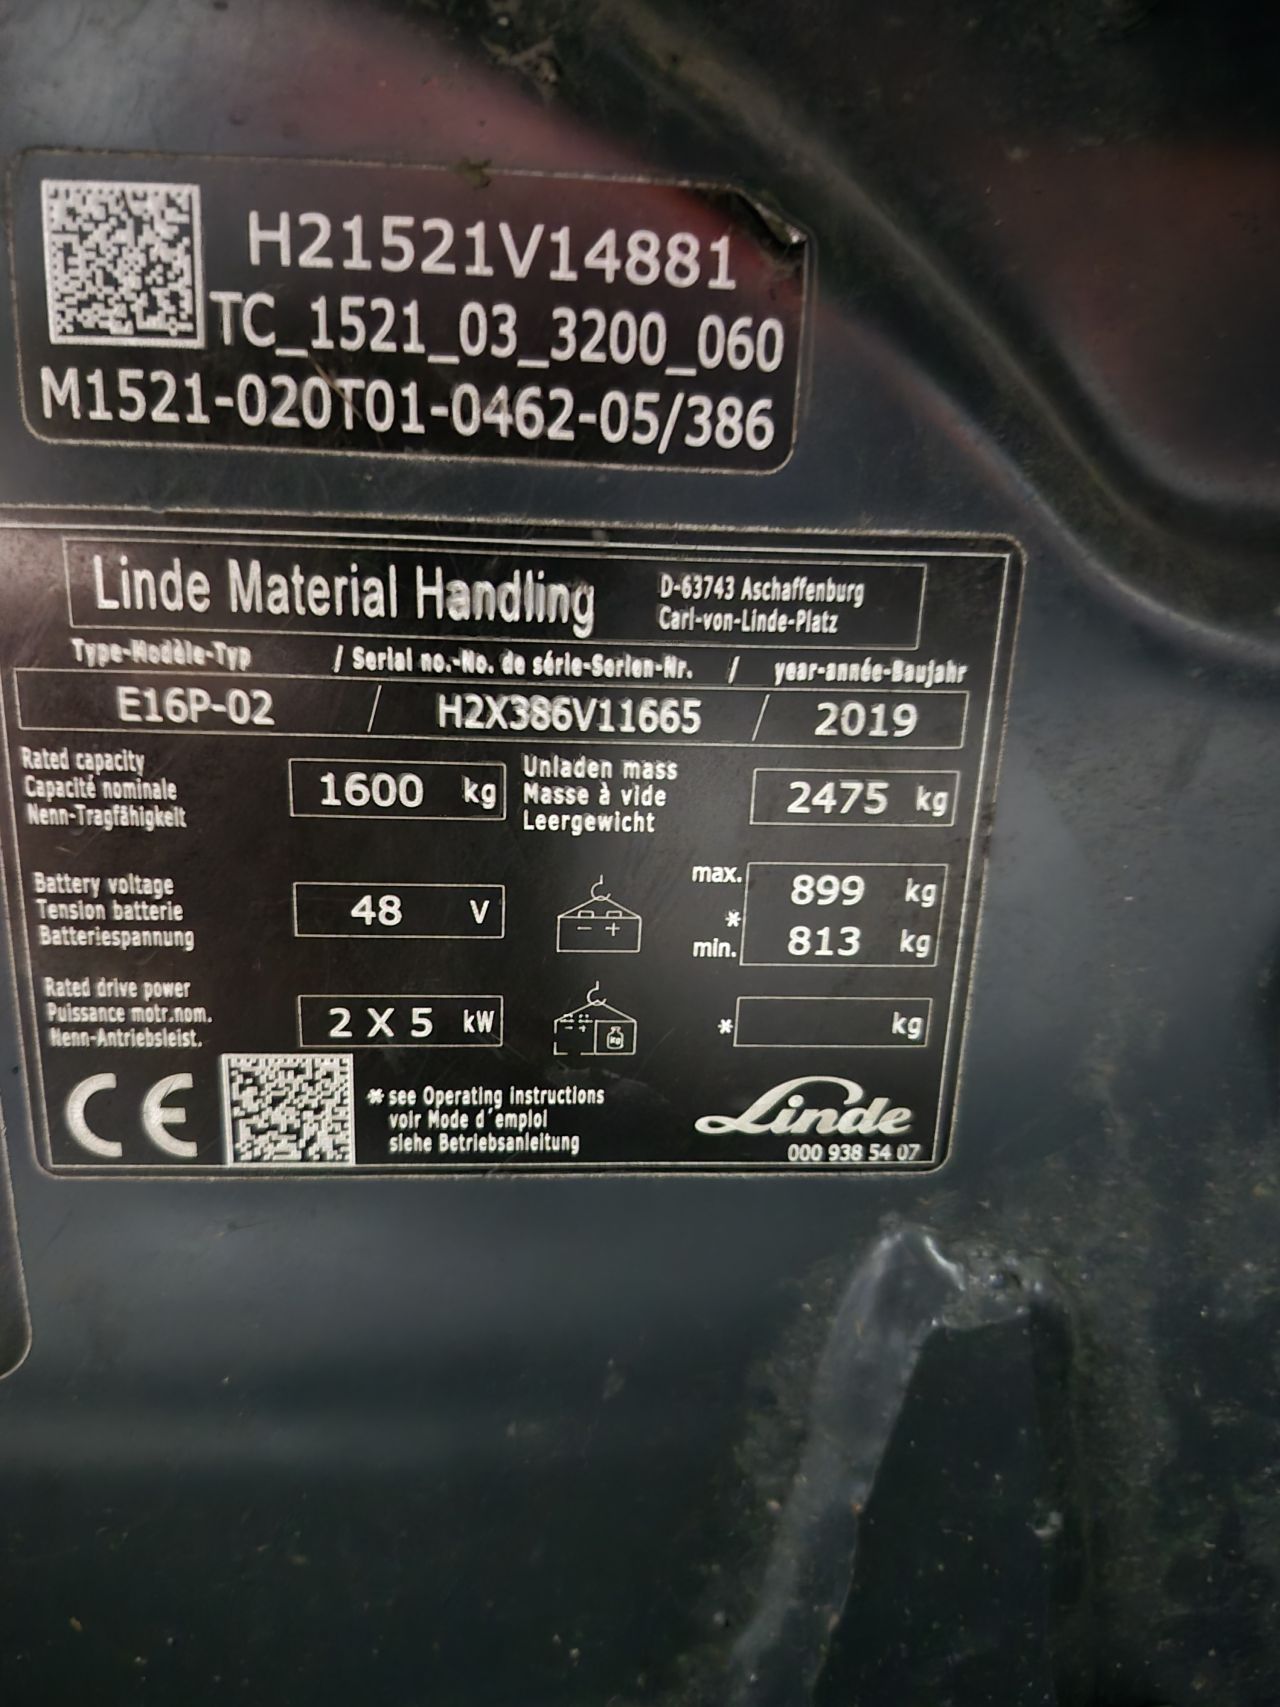 H21521V14881
TC_1521_03_3200_060
M1521-020T01-0462-05/386
Linde Material Handling
D-63743 Aschaffenburg
Carl-von-Linde-Platz
Type-Modèle-Typ / Serial no.-No. de série-Serien-Nr. / year-année-Baujahr
E16P-02 / H2X386V11665 / 2019
Rated capacity
Capacité nominale
Nenn-Tragfähigkeit
1600 kg
Unladen mass
Masse à vide
Leergewicht
2475 kg
Battery voltage
Tension batterie
Batteriespannung
48 V
- +
max. 899 kg
*
min. 813 kg
Rated drive power
Puissance motr.nom.
Nenn-Antriebsleist.
2 X 5 kW
- + kg
* kg
CE
* see Operating instructions
voir Mode d'emploi
siehe Betriebsanleitung
Linde
000 938 54 07